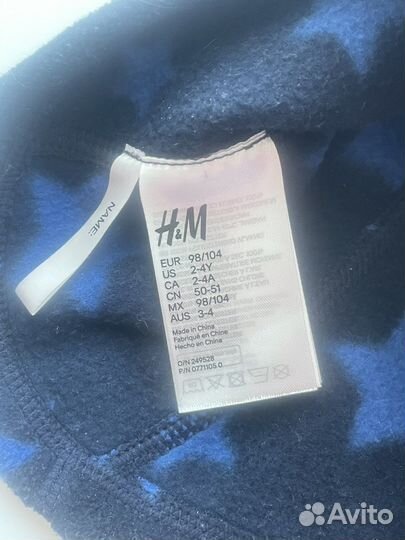 NAME:
H&M
EUR 98/104
US 2-4Y
CA 2-4A
CN 50-51
MX 98/104
AUS 3-4
Made in China
Fabriqué en Chine
Hecho en China
O/N 249528
P/N 0771105.0
Avito